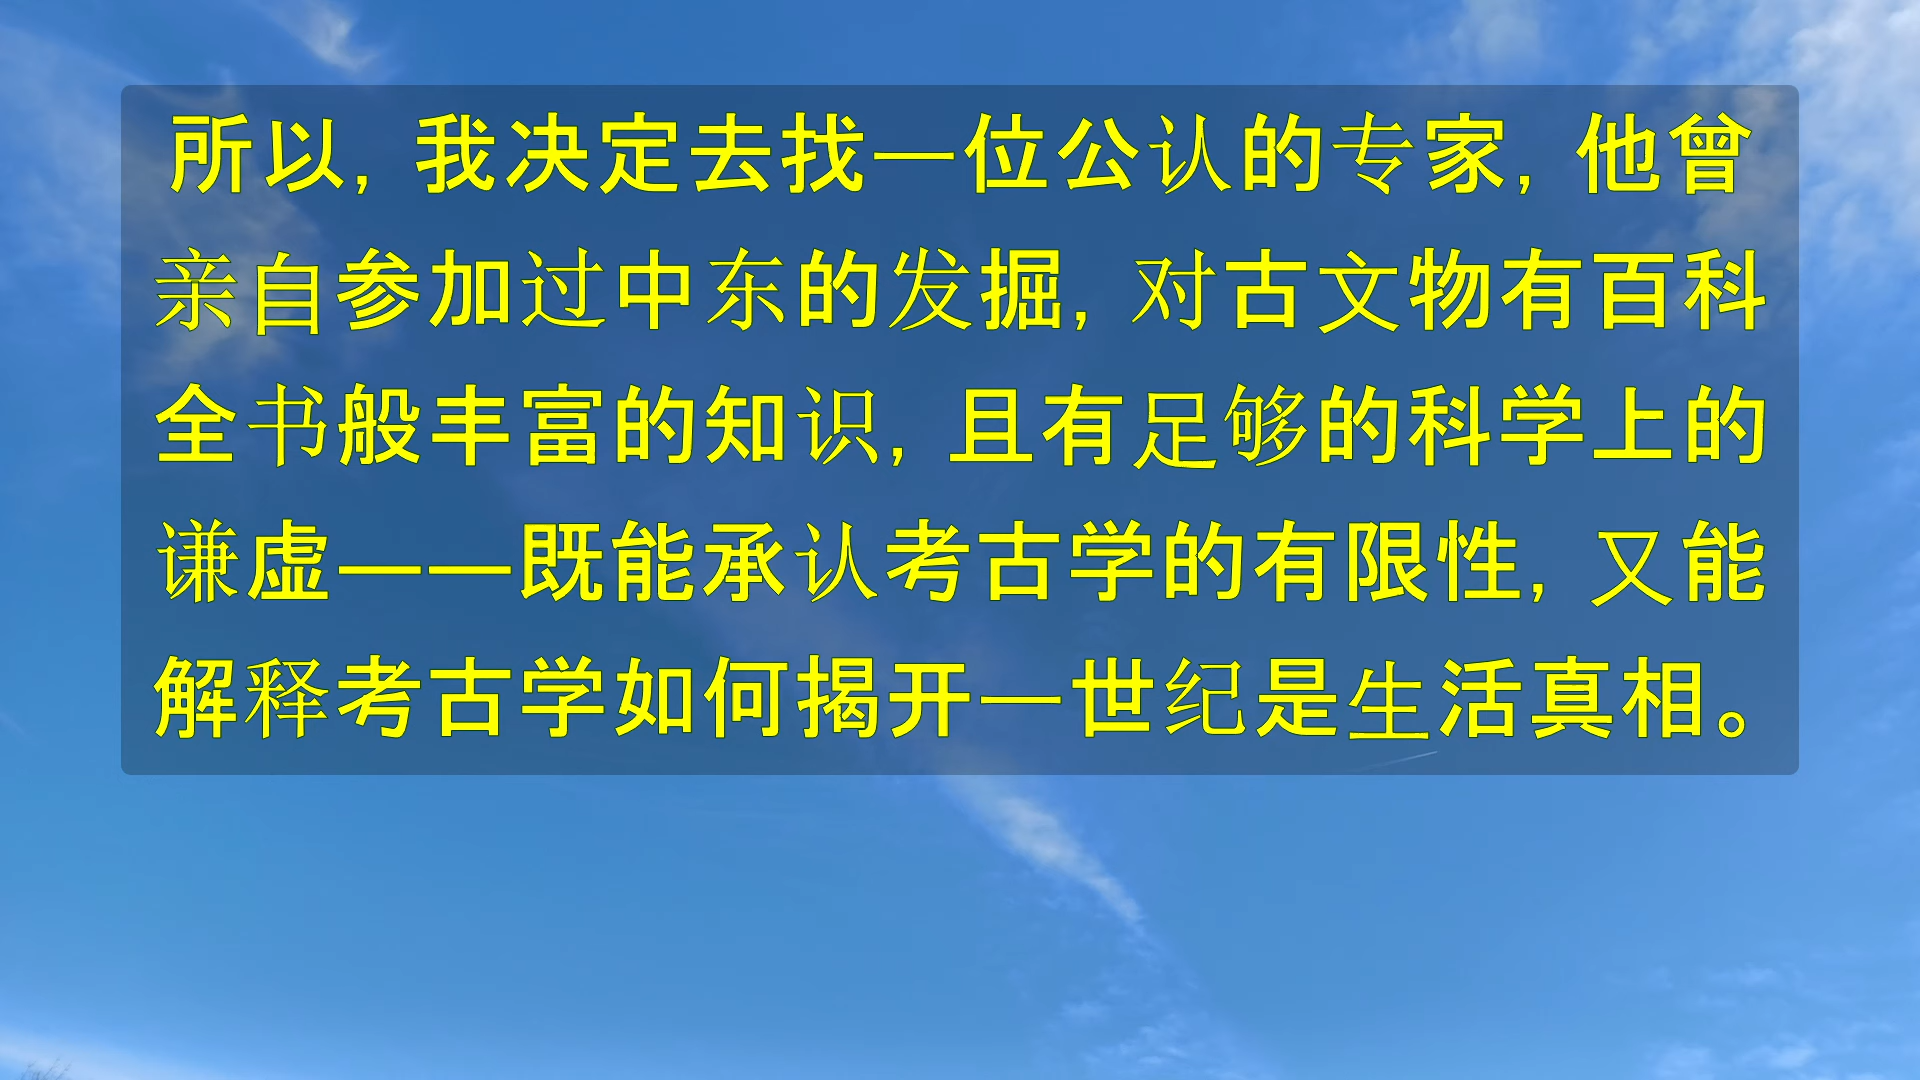 所以，我决定去找一位公认的专家，他曾
亲自参加过中东的发掘，对古文物有百科
全书般丰富的知识，且有足够的科学上的
谦虚——既能承认考古学的有限性，又能
解释考古学如何揭开一世纪是生活真相。